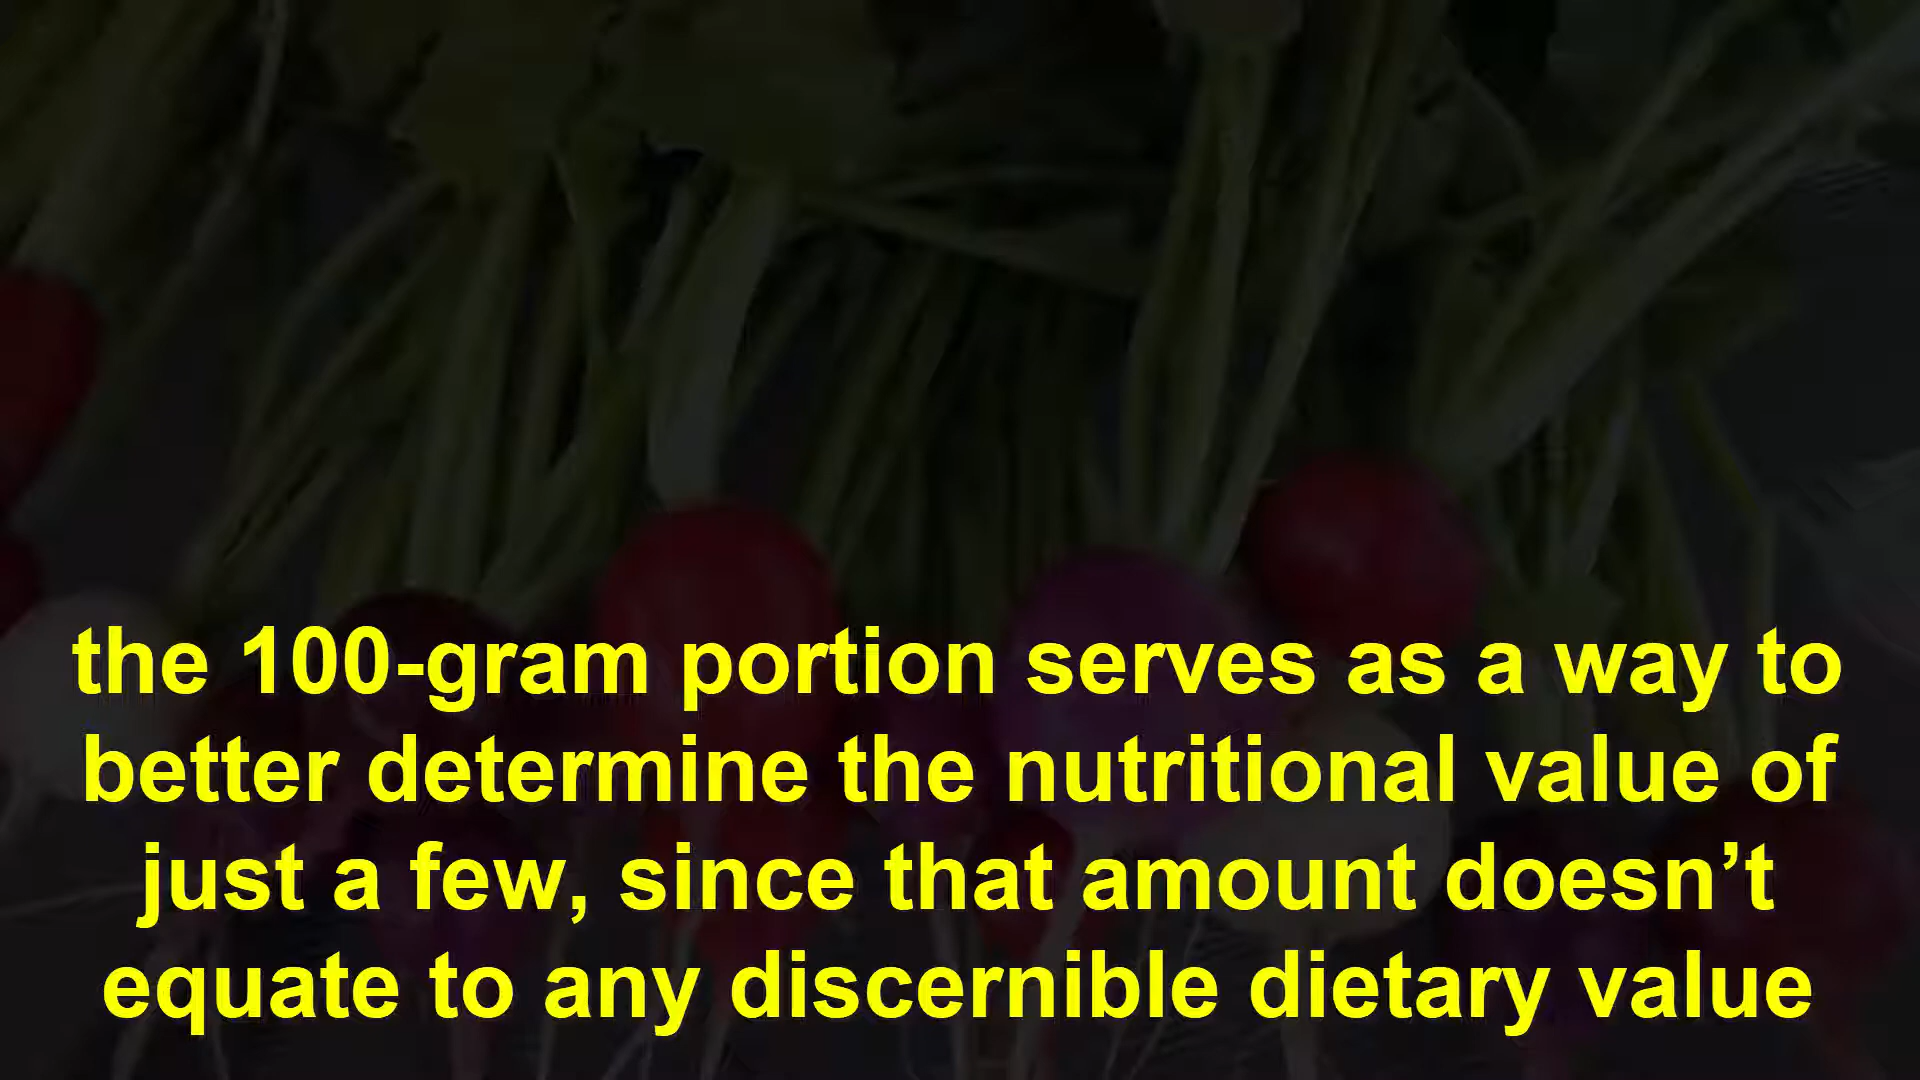 the 100-gram portion serves as a way to
better determine the nutritional value of
just a few, since that amount doesn’t
equate to any discernible dietary value